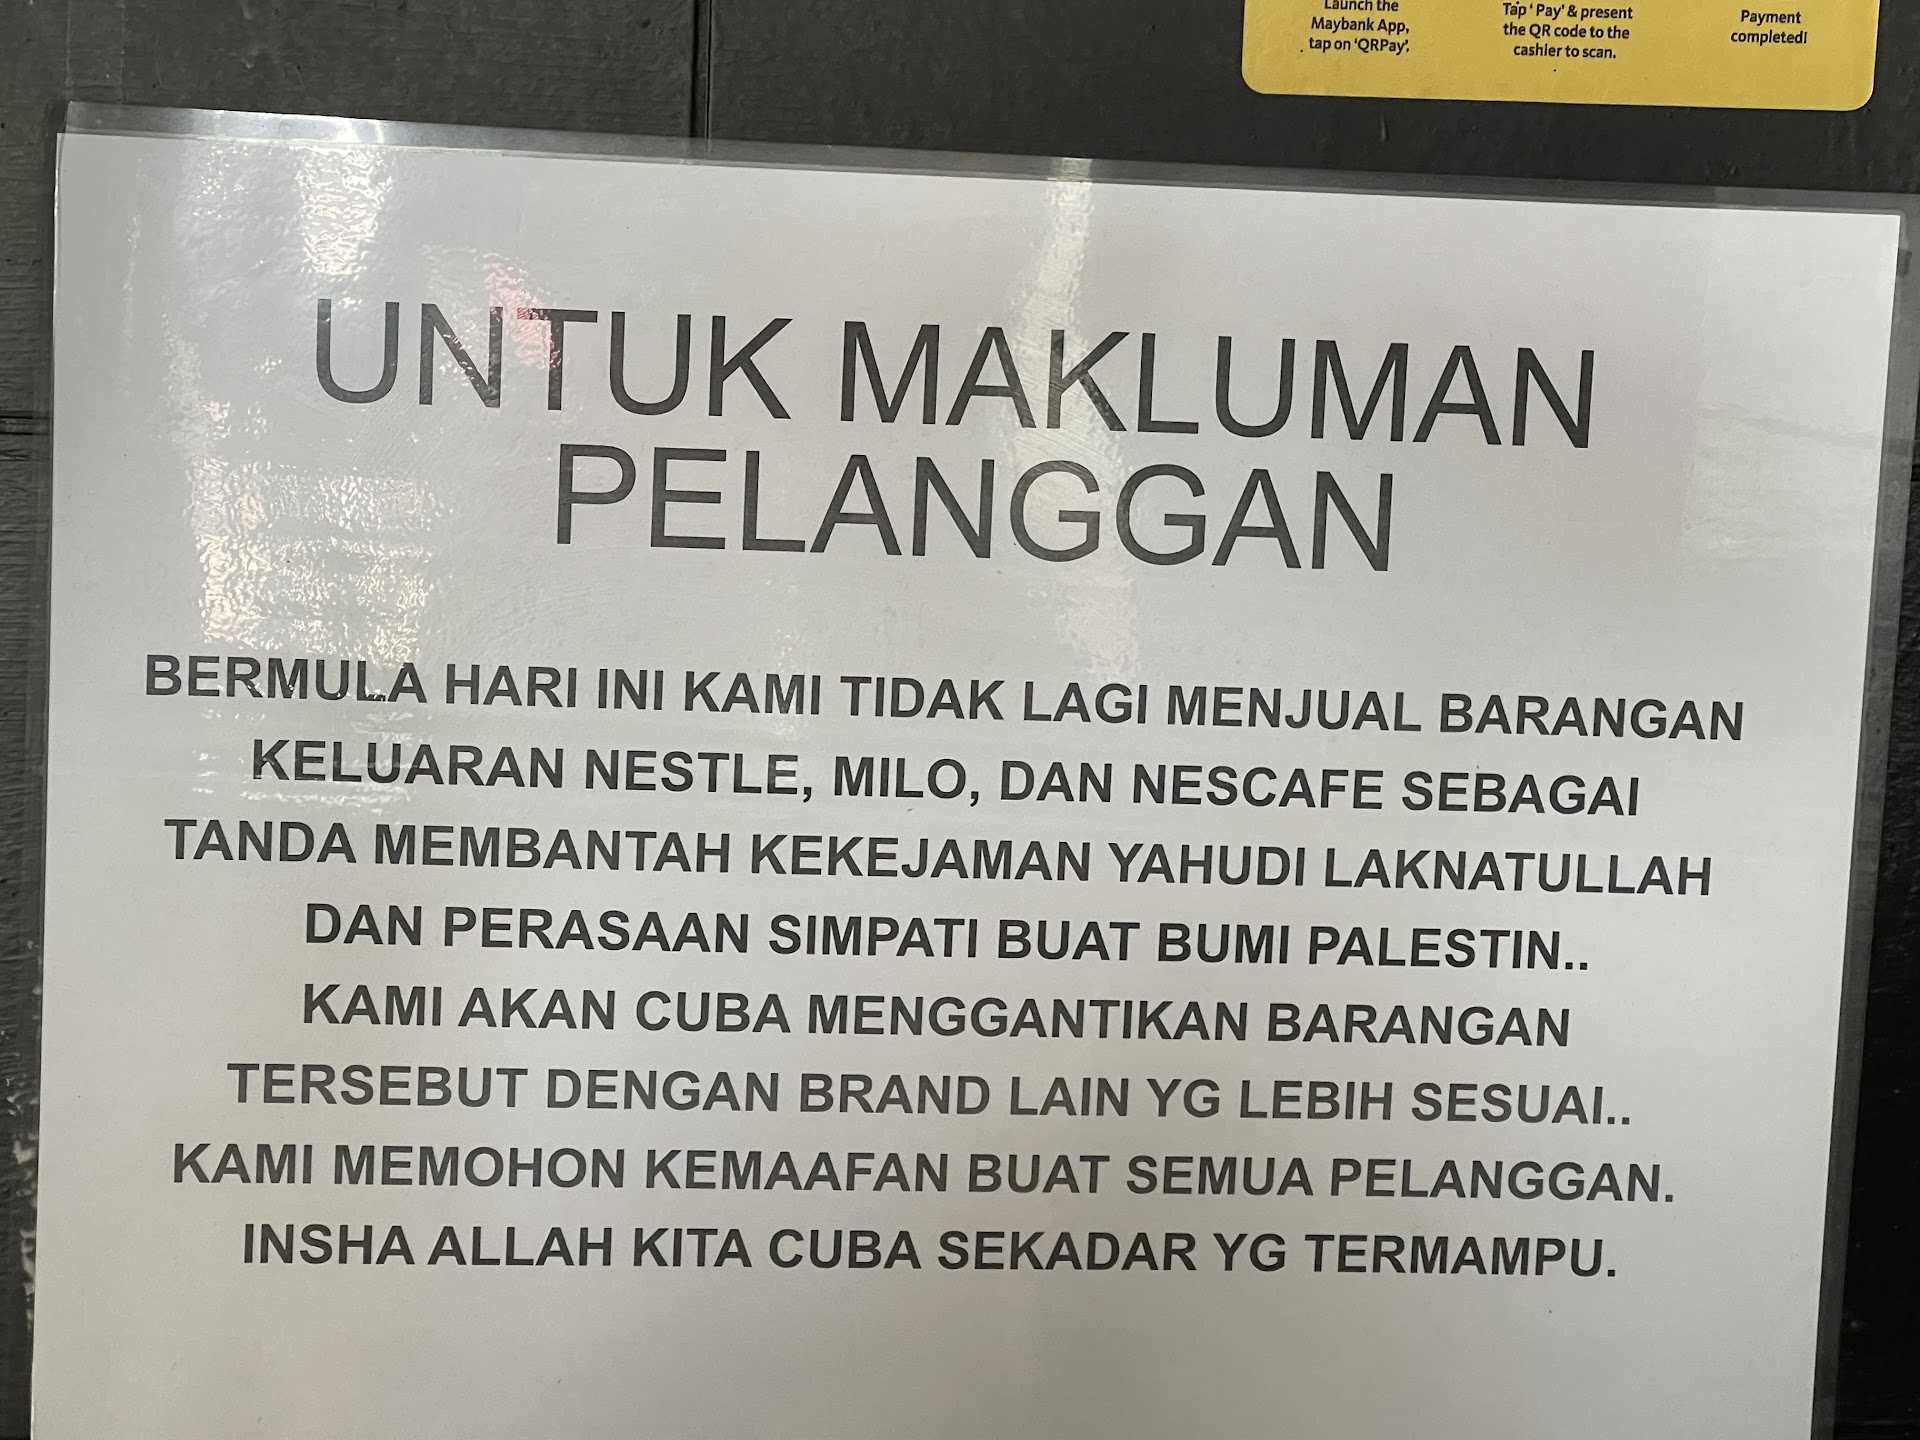 Launch the
Maybank App,
tap on 'QRPay'.
Tap 'Pay' & present
the QR code to the
cashier to scan.
Payment
completed!
UNTUK MAKLUMAN
PELANGGAN
BERMULA HARI INI KAMI TIDAK LAGI MENJUAL BARANGAN
KELUARAN NESTLE, MILO, DAN NESCAFE SEBAGAI
TANDA MEMBANTAH KEKEJAMAN YAHUDI LAKNATULLAH
DAN PERASAAN SIMPATI BUAT BUMI PALESTIN..
KAMI AKAN CUBA MENGGANTIKAN BARANGAN
TERSEBUT DENGAN BRAND LAIN YG LEBIH SESUAI..
KAMI MEMOHON KEMAAFAN BUAT SEMUA PELANGGAN.
INSHA ALLAH KITA CUBA SEKADAR YG TERMAMPU.